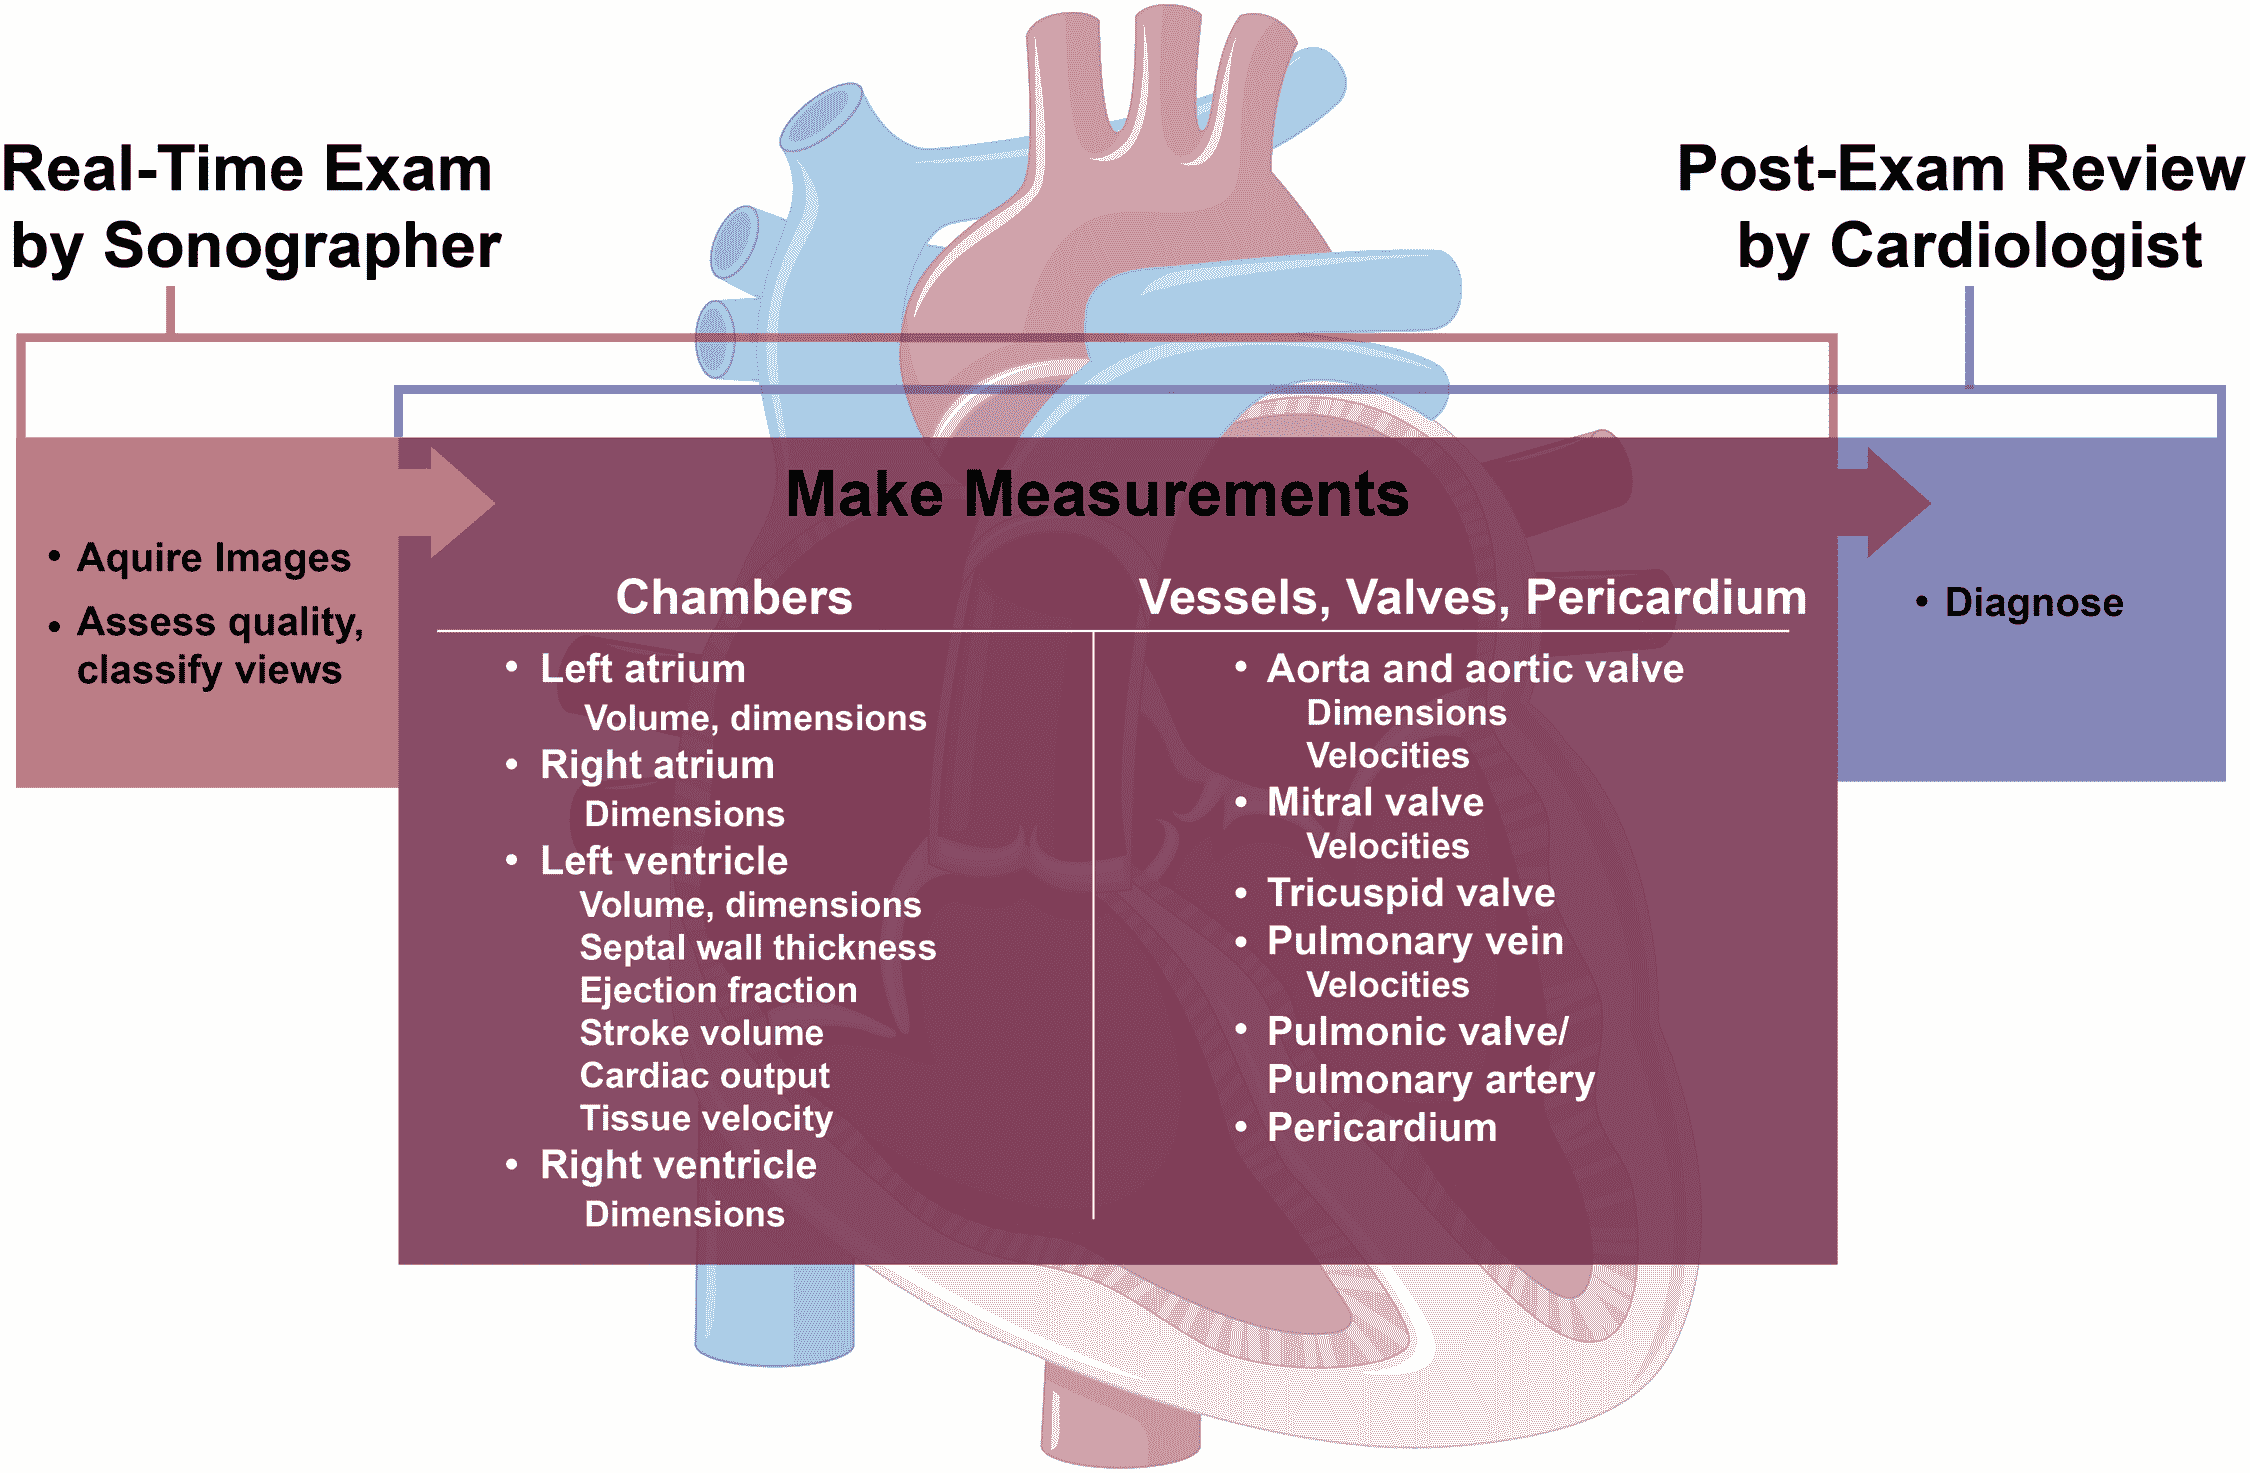 Real-Time Exam
by Sonographer
Post-Exam Review
by Cardiologist
• Aquire Images
• Assess quality,
classify views
Make Measurements
Chambers
• Left atrium
Volume, dimensions
• Right atrium
Dimensions
• Left ventricle
Volume, dimensions
Septal wall thickness
Ejection fraction
Stroke volume
Cardiac output
Tissue velocity
• Right ventricle
Dimensions
Vessels, Valves, Pericardium
• Aorta and aortic valve
Dimensions
Velocities
• Mitral valve
Velocities
• Tricuspid valve
• Pulmonary vein
Velocities
• Pulmonic valve/
Pulmonary artery
• Pericardium
• Diagnose